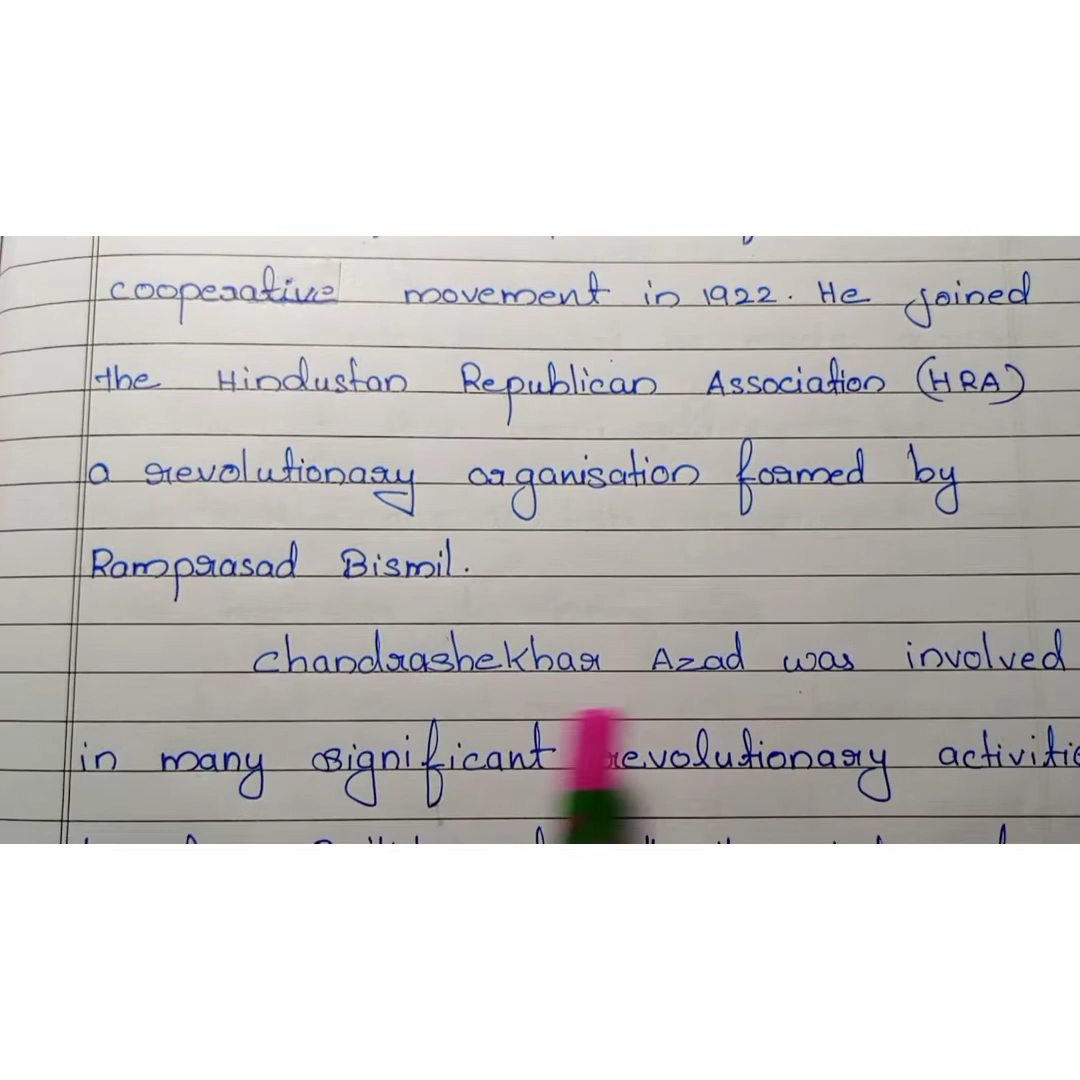 cooperative movement in 1922. He joined
the Hindustan Republican Association (HRA)
a revolutionary organisation formed by
Ramprasad Bismil.
Chandrashekhar Azad was involved
in many significant revolutionary